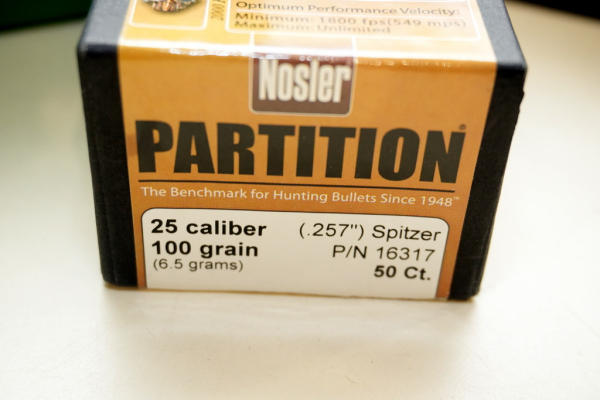 Optimum Performance Velocity:
Minimum: 1800 fps(549 mps)
Maximum: Unlimited
Nosler
PARTITION®
The Benchmark for Hunting Bullets Since 1948™
25 caliber (.257") Spitzer
100 grain P/N 16317
(6.5 grams) 50 Ct.